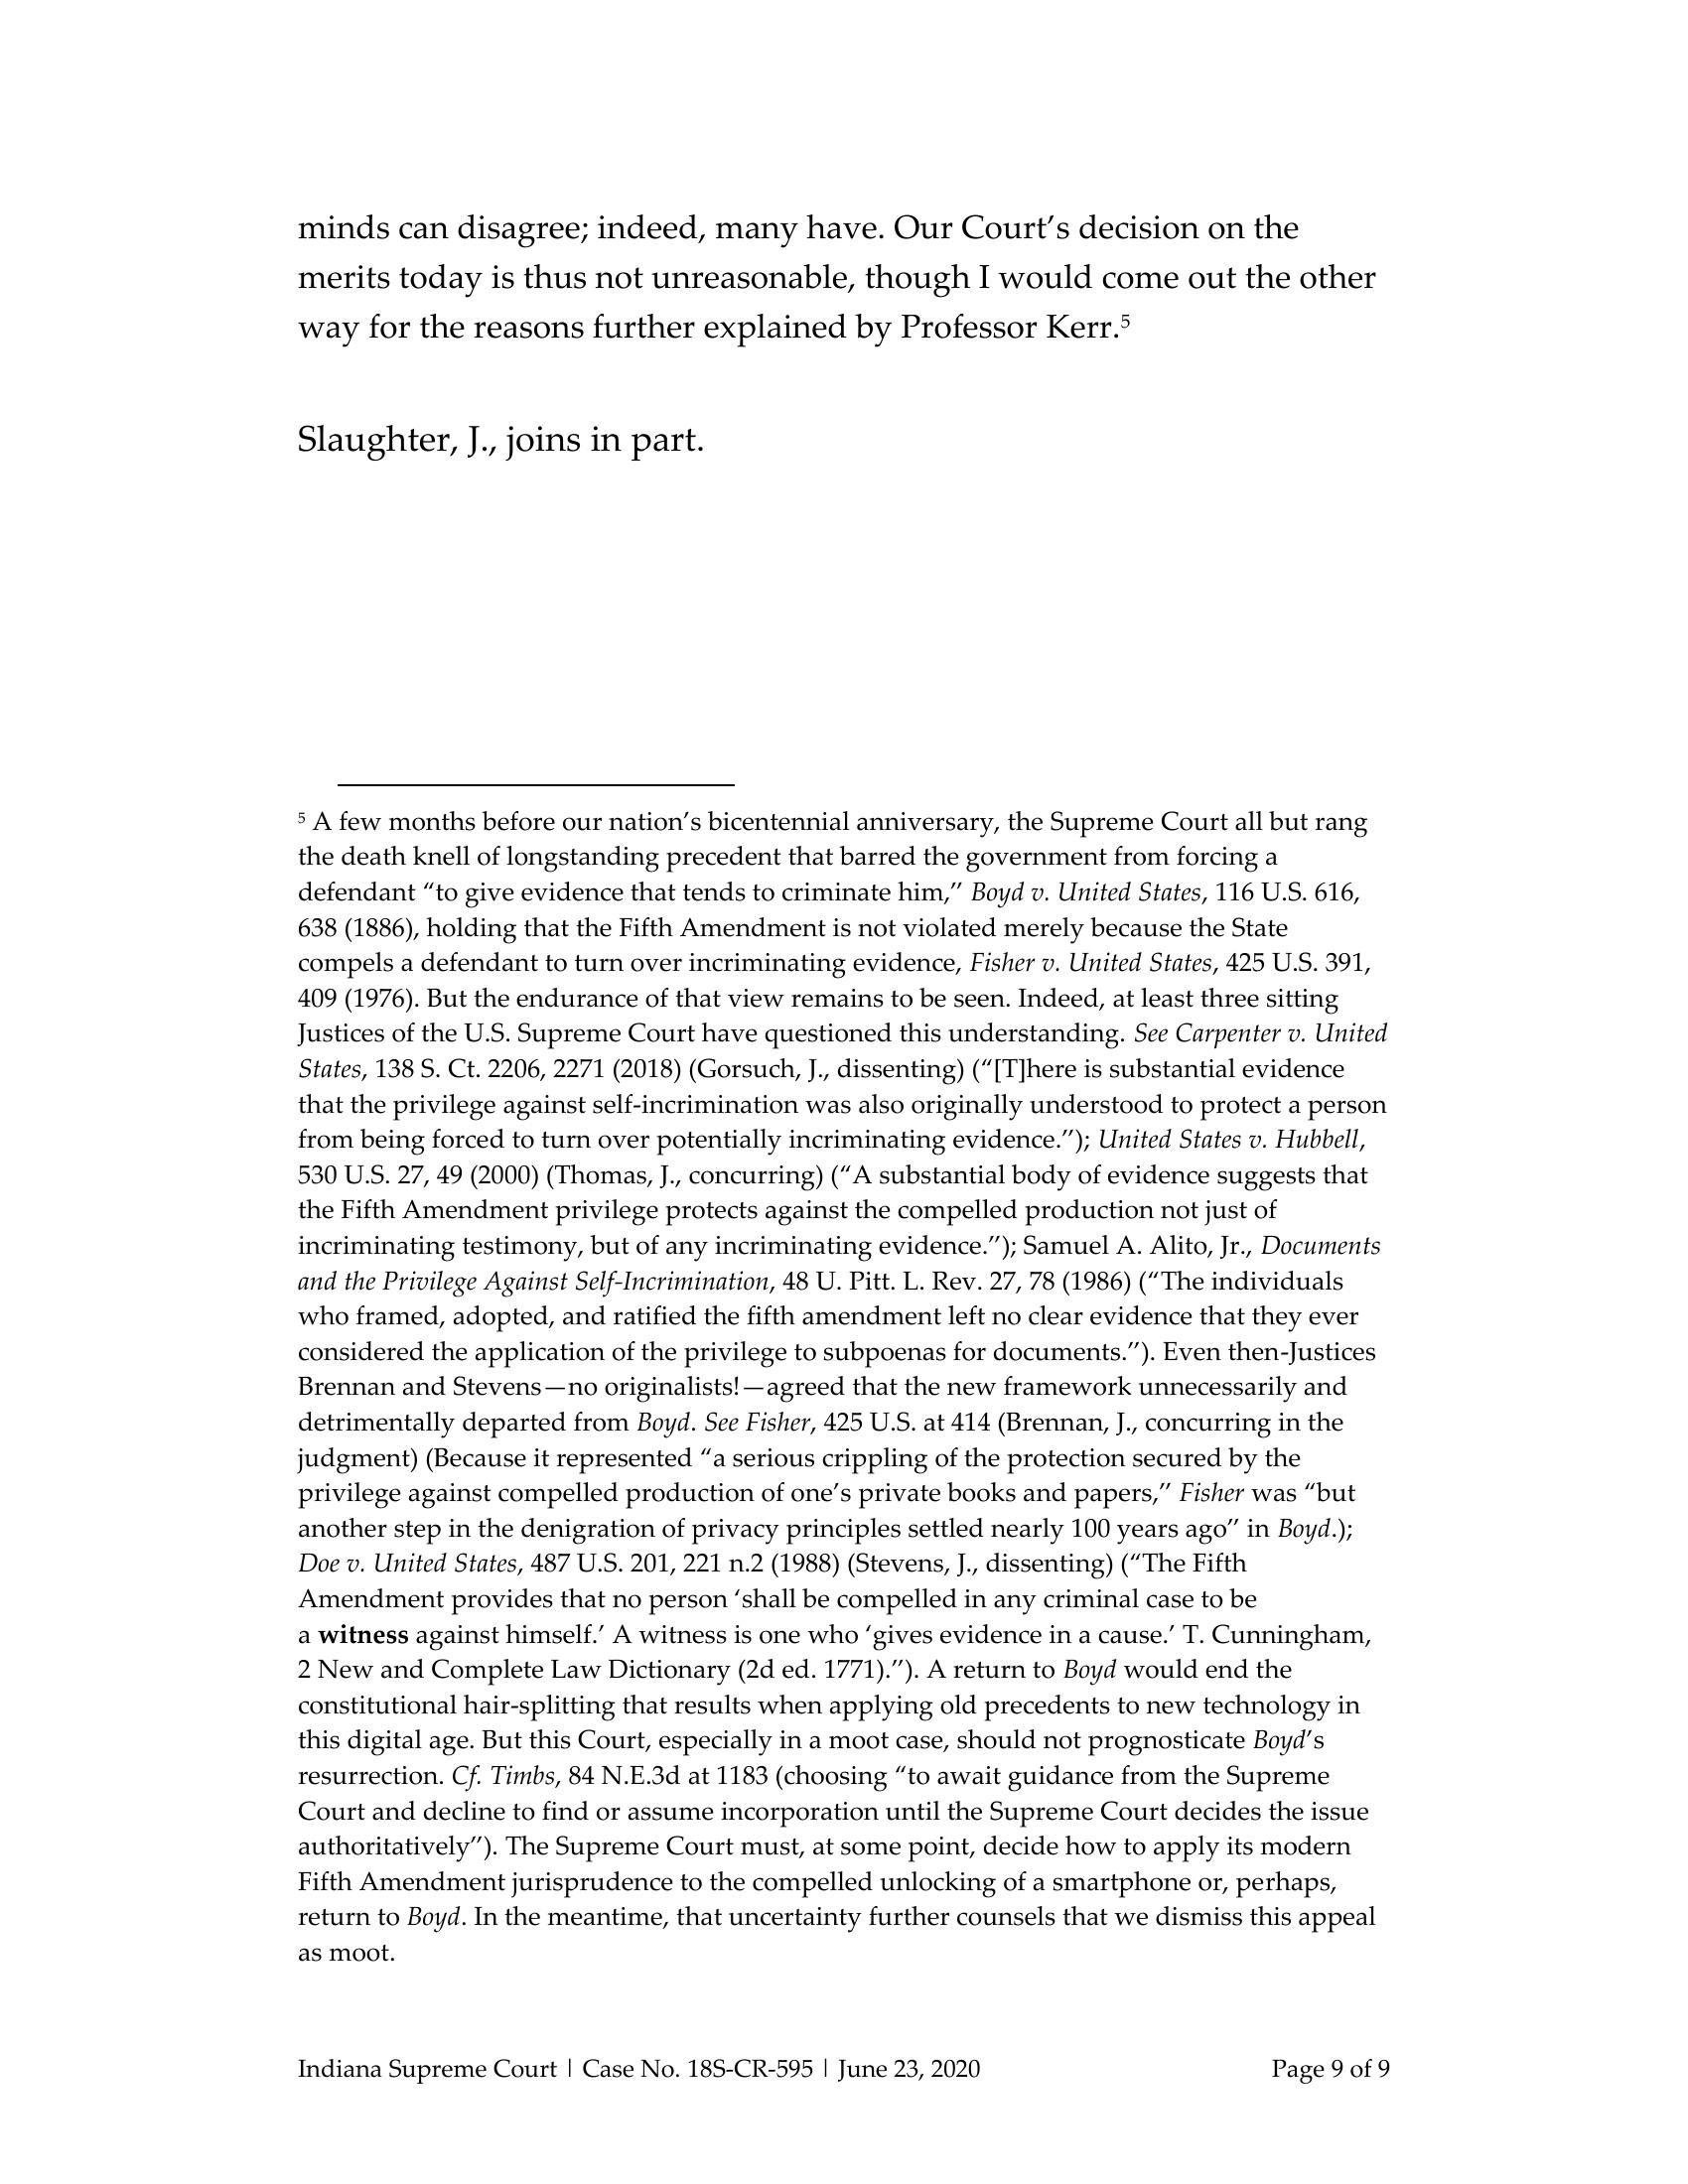 minds can disagree; indeed, many have. Our Court’s decision on the
merits today is thus not unreasonable, though I would come out the other
way for the reasons further explained by Professor Kerr.⁵
Slaughter, J., joins in part.
⁵ A few months before our nation’s bicentennial anniversary, the Supreme Court all but rang
the death knell of longstanding precedent that barred the government from forcing a
defendant “to give evidence that tends to criminate him,” Boyd v. United States, 116 U.S. 616,
638 (1886), holding that the Fifth Amendment is not violated merely because the State
compels a defendant to turn over incriminating evidence, Fisher v. United States, 425 U.S. 391,
409 (1976). But the endurance of that view remains to be seen. Indeed, at least three sitting
Justices of the U.S. Supreme Court have questioned this understanding. See Carpenter v. United
States, 138 S. Ct. 2206, 2271 (2018) (Gorsuch, J., dissenting) (“[T]here is substantial evidence
that the privilege against self-incrimination was also originally understood to protect a person
from being forced to turn over potentially incriminating evidence.”); United States v. Hubbell,
530 U.S. 27, 49 (2000) (Thomas, J., concurring) (“A substantial body of evidence suggests that
the Fifth Amendment privilege protects against the compelled production not just of
incriminating testimony, but of any incriminating evidence.”); Samuel A. Alito, Jr., Documents
and the Privilege Against Self-Incrimination, 48 U. Pitt. L. Rev. 27, 78 (1986) (“The individuals
who framed, adopted, and ratified the fifth amendment left no clear evidence that they ever
considered the application of the privilege to subpoenas for documents.”). Even then-Justices
Brennan and Stevens—no originalists!—agreed that the new framework unnecessarily and
detrimentally departed from Boyd. See Fisher, 425 U.S. at 414 (Brennan, J., concurring in the
judgment) (Because it represented “a serious crippling of the protection secured by the
privilege against compelled production of one’s private books and papers,” Fisher was “but
another step in the denigration of privacy principles settled nearly 100 years ago” in Boyd.);
Doe v. United States, 487 U.S. 201, 221 n.2 (1988) (Stevens, J., dissenting) (“The Fifth
Amendment provides that no person ‘shall be compelled in any criminal case to be
a witness against himself.’ A witness is one who ‘gives evidence in a cause.’ T. Cunningham,
2 New and Complete Law Dictionary (2d ed. 1771).”). A return to Boyd would end the
constitutional hair-splitting that results when applying old precedents to new technology in
this digital age. But this Court, especially in a moot case, should not prognosticate Boyd’s
resurrection. Cf. Timbs, 84 N.E.3d at 1183 (choosing “to await guidance from the Supreme
Court and decline to find or assume incorporation until the Supreme Court decides the issue
authoritatively”). The Supreme Court must, at some point, decide how to apply its modern
Fifth Amendment jurisprudence to the compelled unlocking of a smartphone or, perhaps,
return to Boyd. In the meantime, that uncertainty further counsels that we dismiss this appeal
as moot.
Indiana Supreme Court | Case No. 18S-CR-595 | June 23, 2020 Page 9 of 9